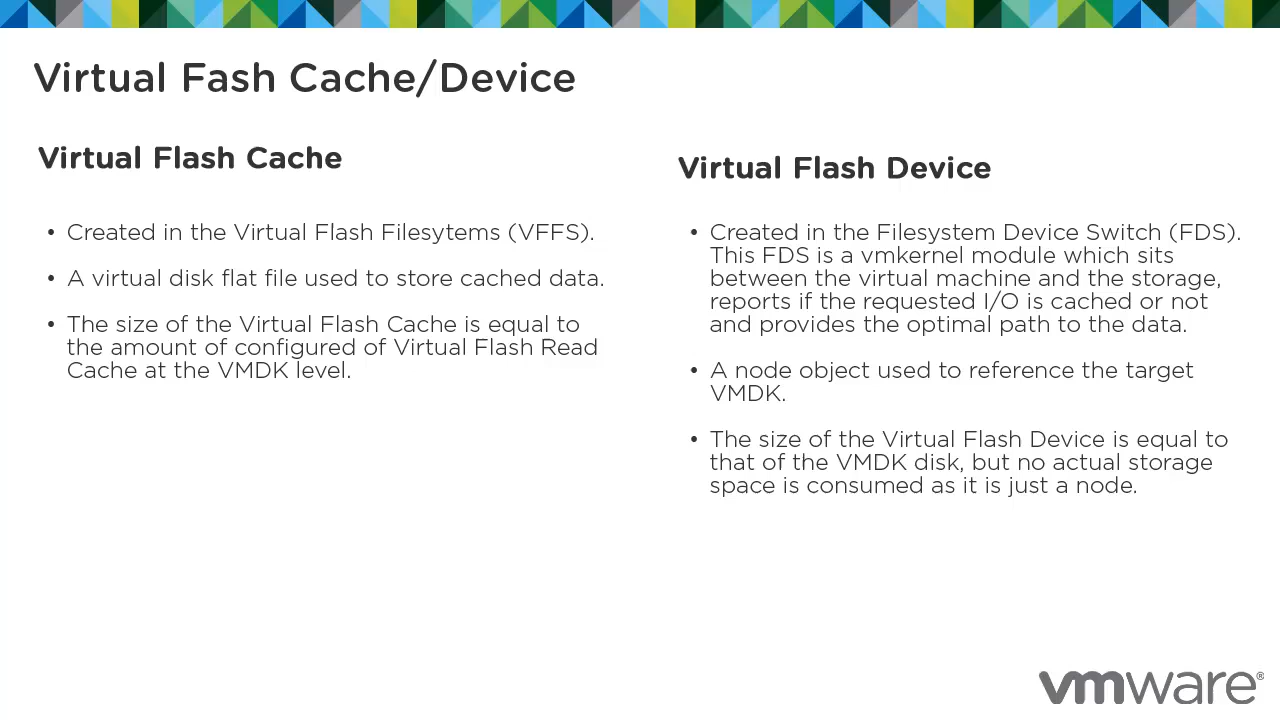 Virtual Fash Cache/Device
Virtual Flash Cache
• Created in the Virtual Flash Filesytems (VFFS).
• A virtual disk flat file used to store cached data.
• The size of the Virtual Flash Cache is equal to
the amount of configured of Virtual Flash Read
Cache at the VMDK level.
Virtual Flash Device
• Created in the Filesystem Device Switch (FDS).
This FDS is a vmkernel module which sits
between the virtual machine and the storage,
reports if the requested I/O is cached or not
and provides the optimal path to the data.
• A node object used to reference the target
VMDK.
• The size of the Virtual Flash Device is equal to
that of the VMDK disk, but no actual storage
space is consumed as it is just a node.
vmware®